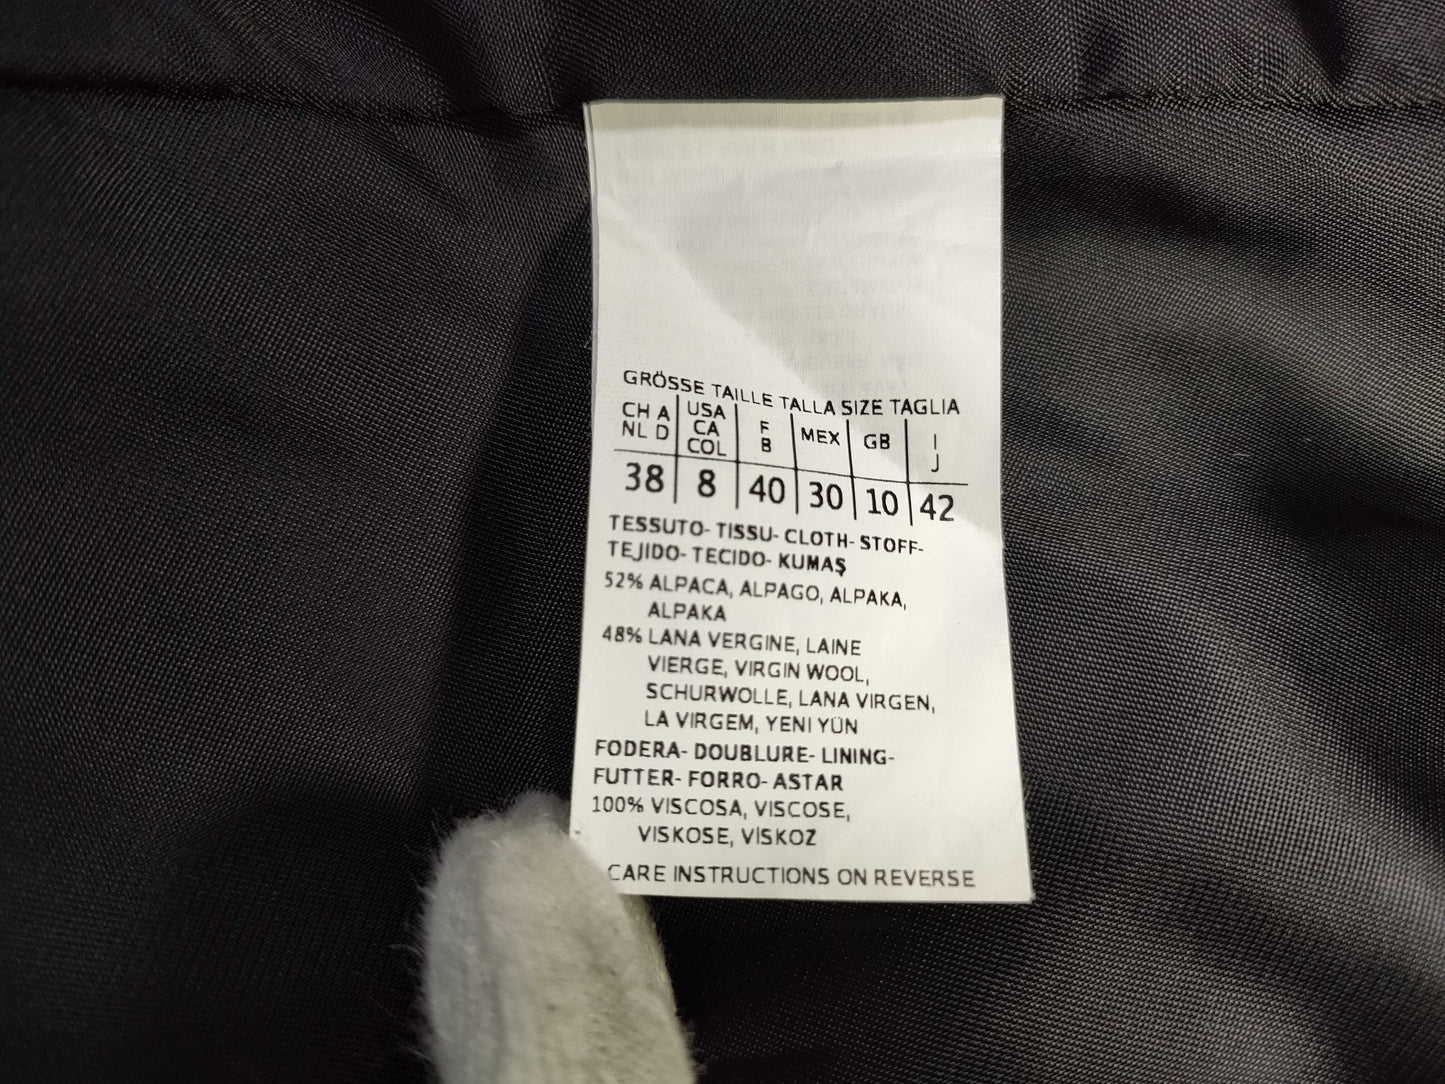 GRÖSSE TAILLE TALLA SIZE TAGLIA
CH A NL D USA CA COL F B MEX GB I J
38 8 40 30 10 42
TESSUTO- TISSU- CLOTH- STOFF-
TEJIDO- TECIDO- KUMAŞ
52% ALPACA, ALPAGO, ALPAKA,
ALPAKA
48% LANA VERGINE, LAINE
VIERGE, VIRGIN WOOL,
SCHURWOLLE, LANA VIRGEN,
LA VIRGEM, YENI YÜN
FODERA- DOUBLURE- LINING-
FUTTER- FORRO- ASTAR
100% VISCOSA, VISCOSE,
VISKOSE, VİSKOZ
CARE INSTRUCTIONS ON REVERSE